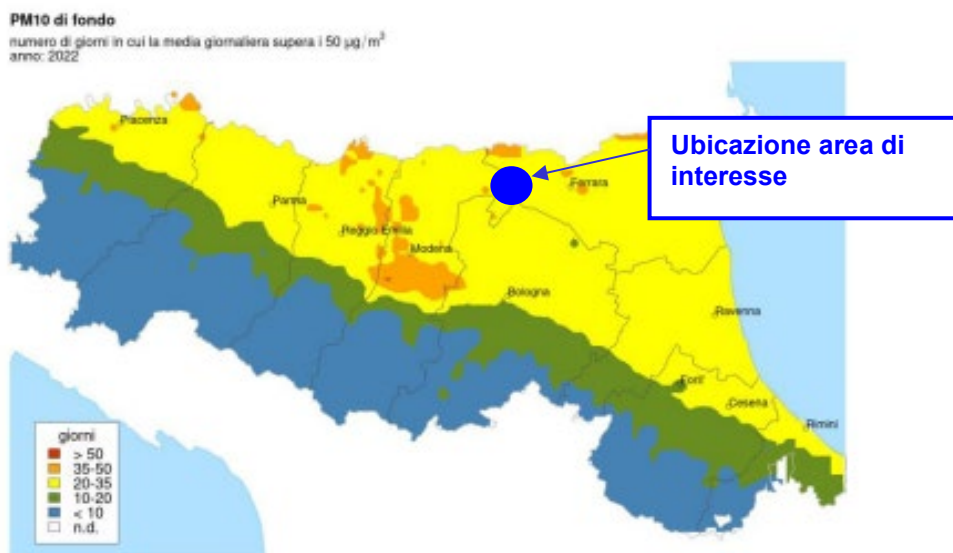 PM10 di fondo
numero di giorni in cui la media giornaliera supera i 50 µg/m³
anno: 2022
Ubicazione area di
interesse
Piacenza
Ferrara
Parma
Reggio Emilia
Modena
Bologna
Ravenna
Forlì
Cesena
Rimini
giorni
> 50
35-50
20-35
10-20
< 10
n.d.